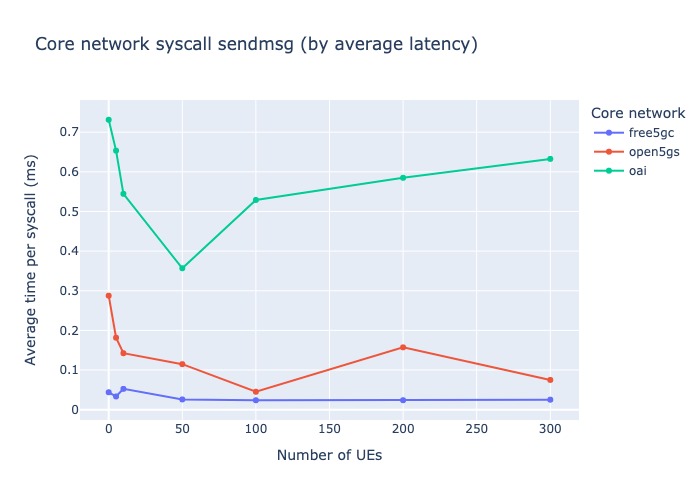 Core network syscall sendmsg (by average latency)
Core network
free5gc
open5gs
oai
Average time per syscall (ms)
0.7
0.6
0.5
0.4
0.3
0.2
0.1
0
0 50 100 150 200 250 300
Number of UEs